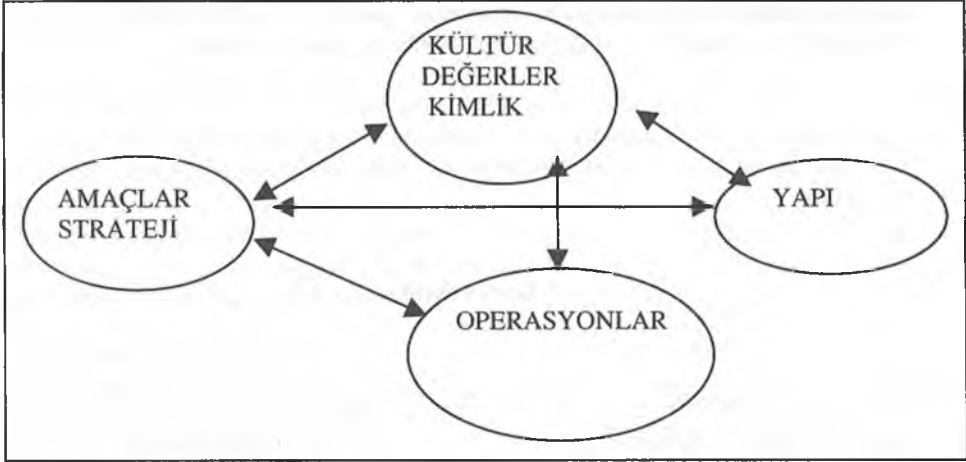 KÜLTÜR
DEĞERLER
KİMLİK
AMAÇLAR
STRATEJİ
YAPI
OPERASYONLAR